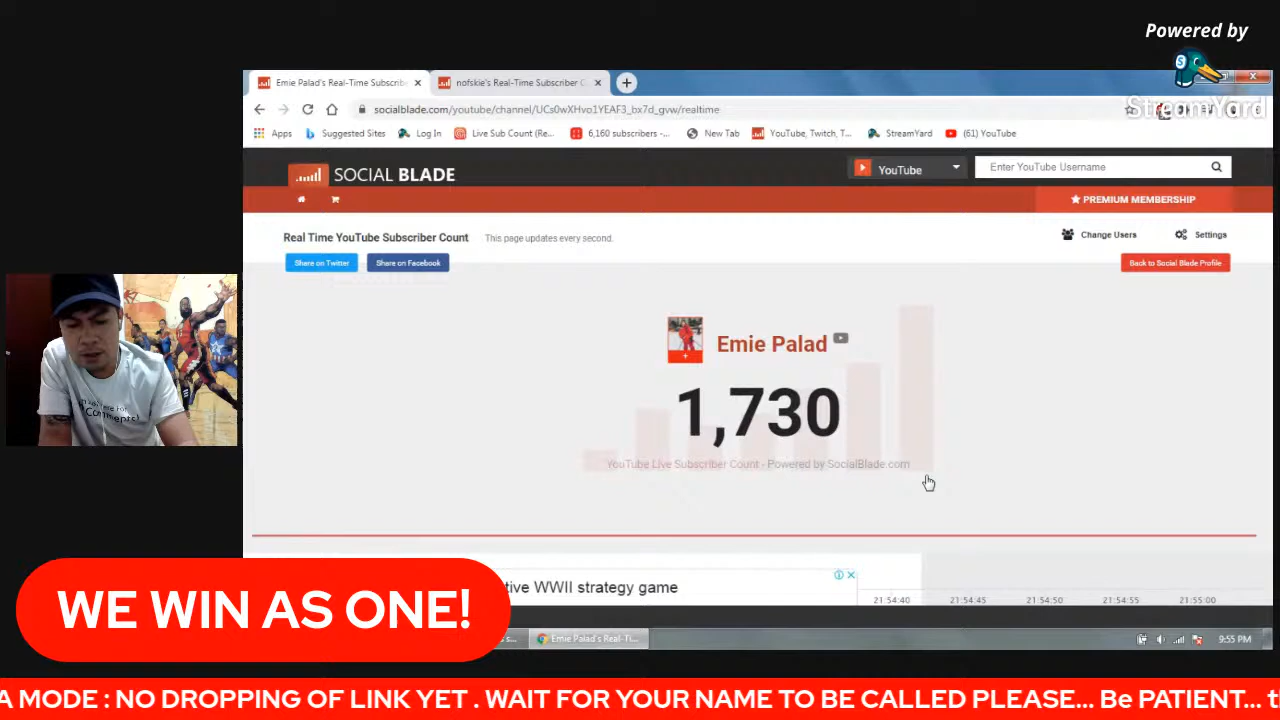 Powered by
StreamYard
Emie Palad's Real-Time Subscribe
nofskie's Real-Time Subscriber C
socialblade.com/youtube/channel/UCs0wXHvo1YEAF3_bx7d_gvw/realtime
Apps Suggested Sites Log In Live Sub Count (Re... 6,160 subscribers -... New Tab YouTube, Twitch, T... StreamYard (61) YouTube
SOCIAL BLADE
YouTube
Enter YouTube Username
PREMIUM MEMBERSHIP
Real Time YouTube Subscriber Count This page updates every second.
Change Users Settings
Share on Twitter Share on Facebook
Back to Social Blade Profile
Emie Palad
1,730
YouTube Live Subscriber Count - Powered by SocialBlade.com
Comments!
tive WWII strategy game
21:54:40 21:54:45 21:54:50 21:54:55 21:55:00
WE WIN AS ONE!
Emie Palad's Real-Ti...
9:55 PM
A MODE : NO DROPPING OF LINK YET . WAIT FOR YOUR NAME TO BE CALLED PLEASE... Be PATIENT... t